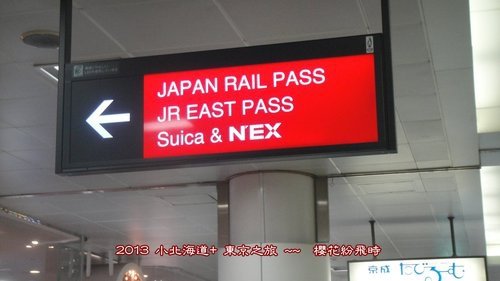 JAPAN RAIL PASS
JR EAST PASS
Suica & N'EX
2013 小北海道+ 東京之旅 ~~ 櫻花紛飛時
京成